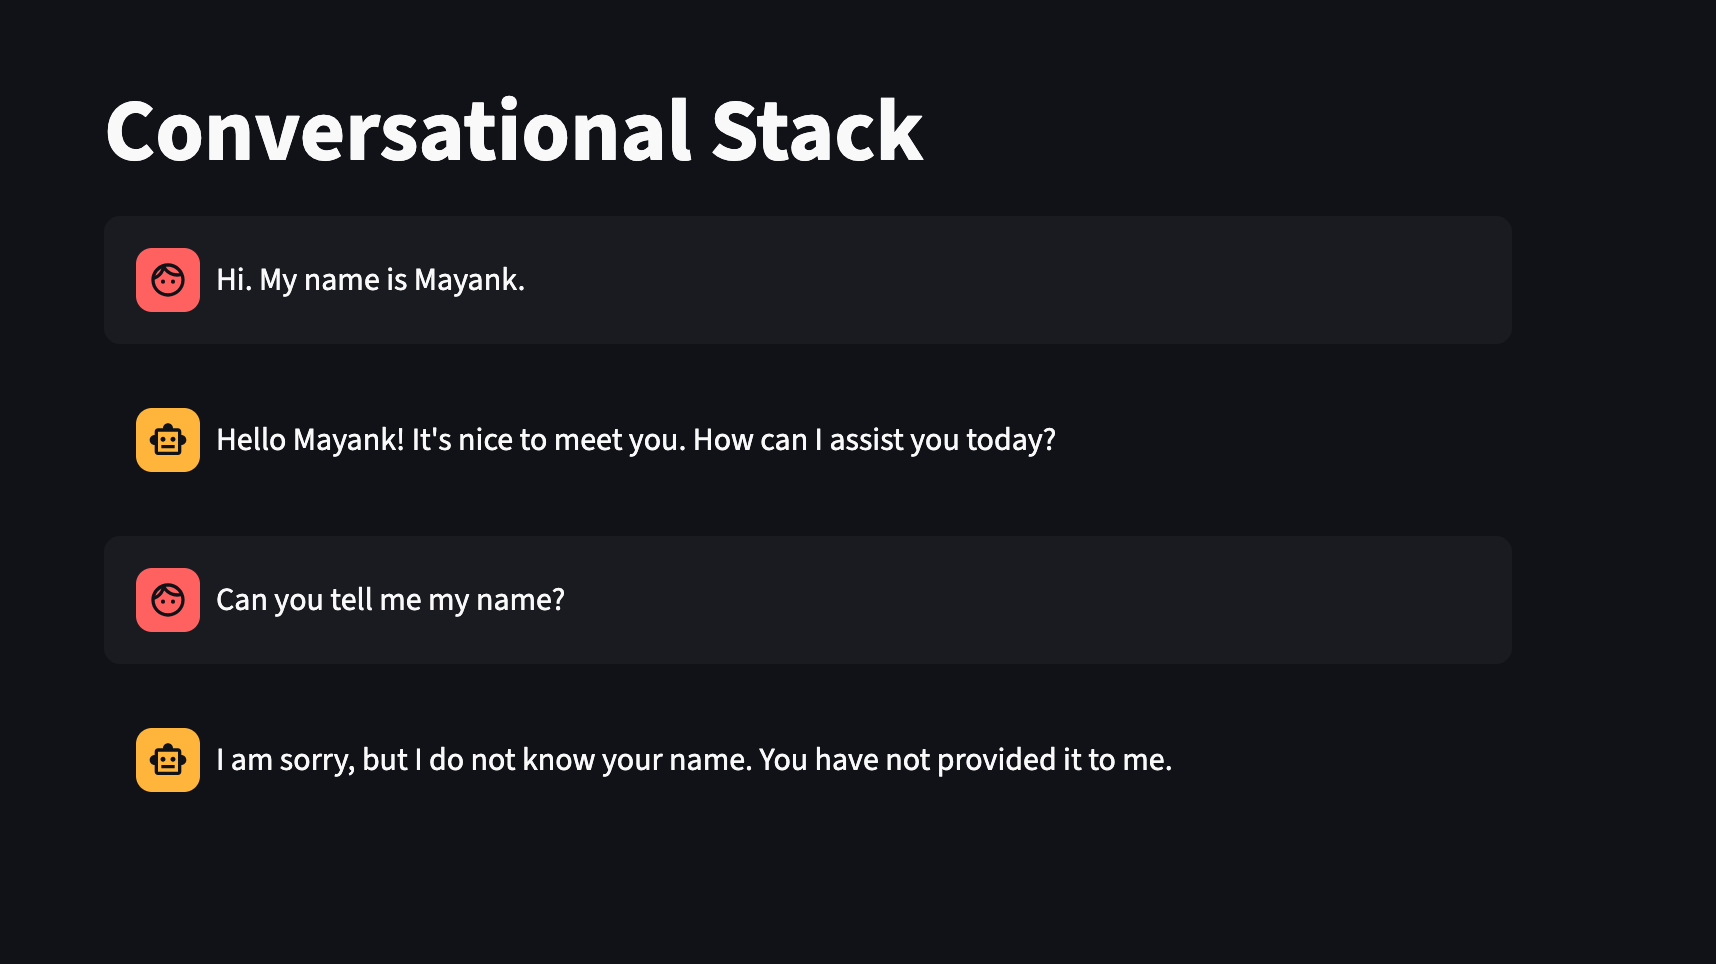 Conversational Stack
Hi. My name is Mayank.
Hello Mayank! It's nice to meet you. How can I assist you today?
Can you tell me my name?
I am sorry, but I do not know your name. You have not provided it to me.